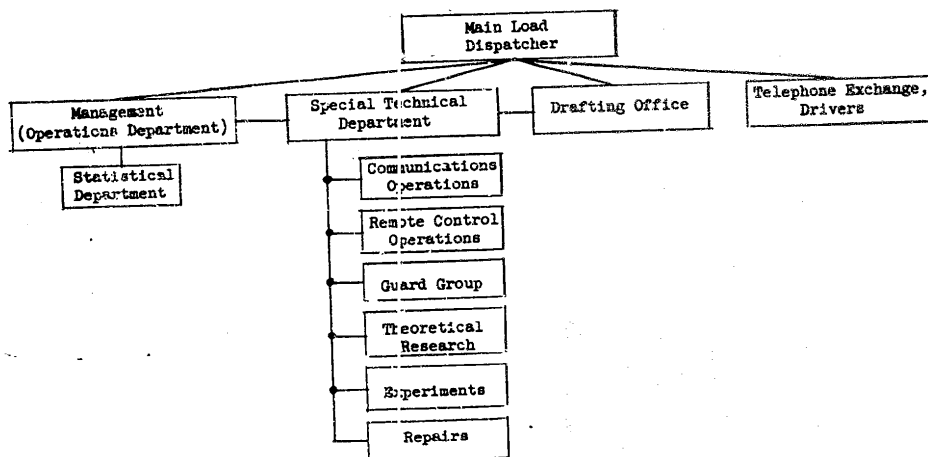 Main Load
Dispatcher
Management
(Operations Department)
Special Technical
Department
Drafting Office
Telephone Exchange,
Drivers
Statistical
Department
Communications
Operations
Remote Control
Operations
Guard Group
Theoretical
Research
Experiments
Repairs